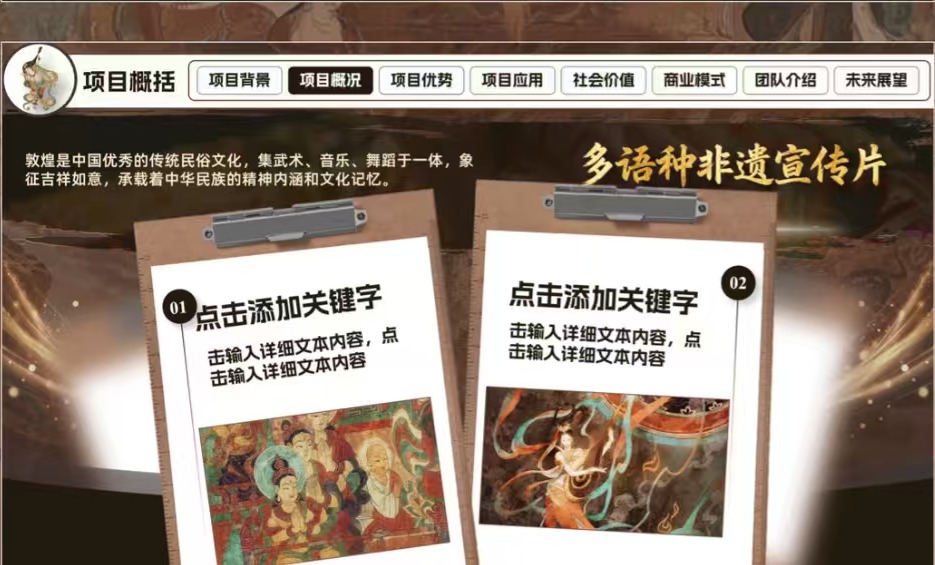 项目概括
项目背景 项目概况 项目优势 项目应用 社会价值 商业模式 团队介绍 未来展望
敦煌是中国优秀的传统民俗文化，集武术、音乐、舞蹈于一体，象
征吉祥如意，承载着中华民族的精神内涵和文化记忆。
多语种非遗宣传片
01
点击添加关键字
击输入详细文本内容，点
击输入详细文本内容
02
点击添加关键字
击输入详细文本内容，点
击输入详细文本内容